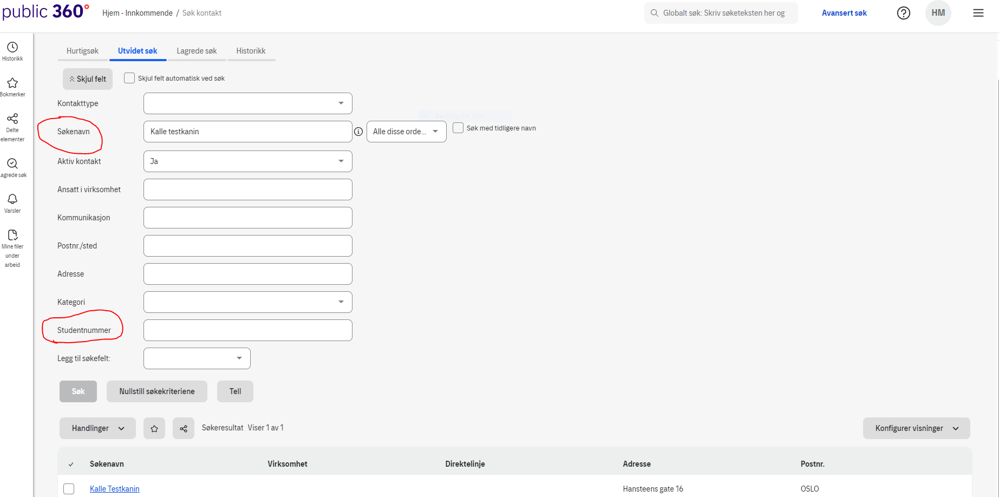 public 360°
Hjem - Innkommende / Søk kontakt
Globalt søk: Skriv søketeksten her og
Avansert søk
HM
Historikk
Bokmerker
Delte
elementer
Lagrede søk
Varsler
Mine filer
under
arbeid
Hurtigsøk
Utvidet søk
Lagrede søk
Historikk
Skjul felt
Skjul felt automatisk ved søk
Kontakttype
Søkenavn
Kalle testkanin
Alle disse orde...
Søk med tidligere navn
Aktiv kontakt
Ja
Ansatt i virksomhet
Kommunikasjon
Postnr./sted
Adresse
Kategori
Studentnummer
Legg til søkefelt:
Søk
Nullstill søkekriteriene
Tell
Handlinger
Søkeresultat Viser 1 av 1
Konfigurer visninger
Søkenavn Virksomhet Direktelinje Adresse Postnr.
Kalle Testkanin Hansteens gate 16 OSLO